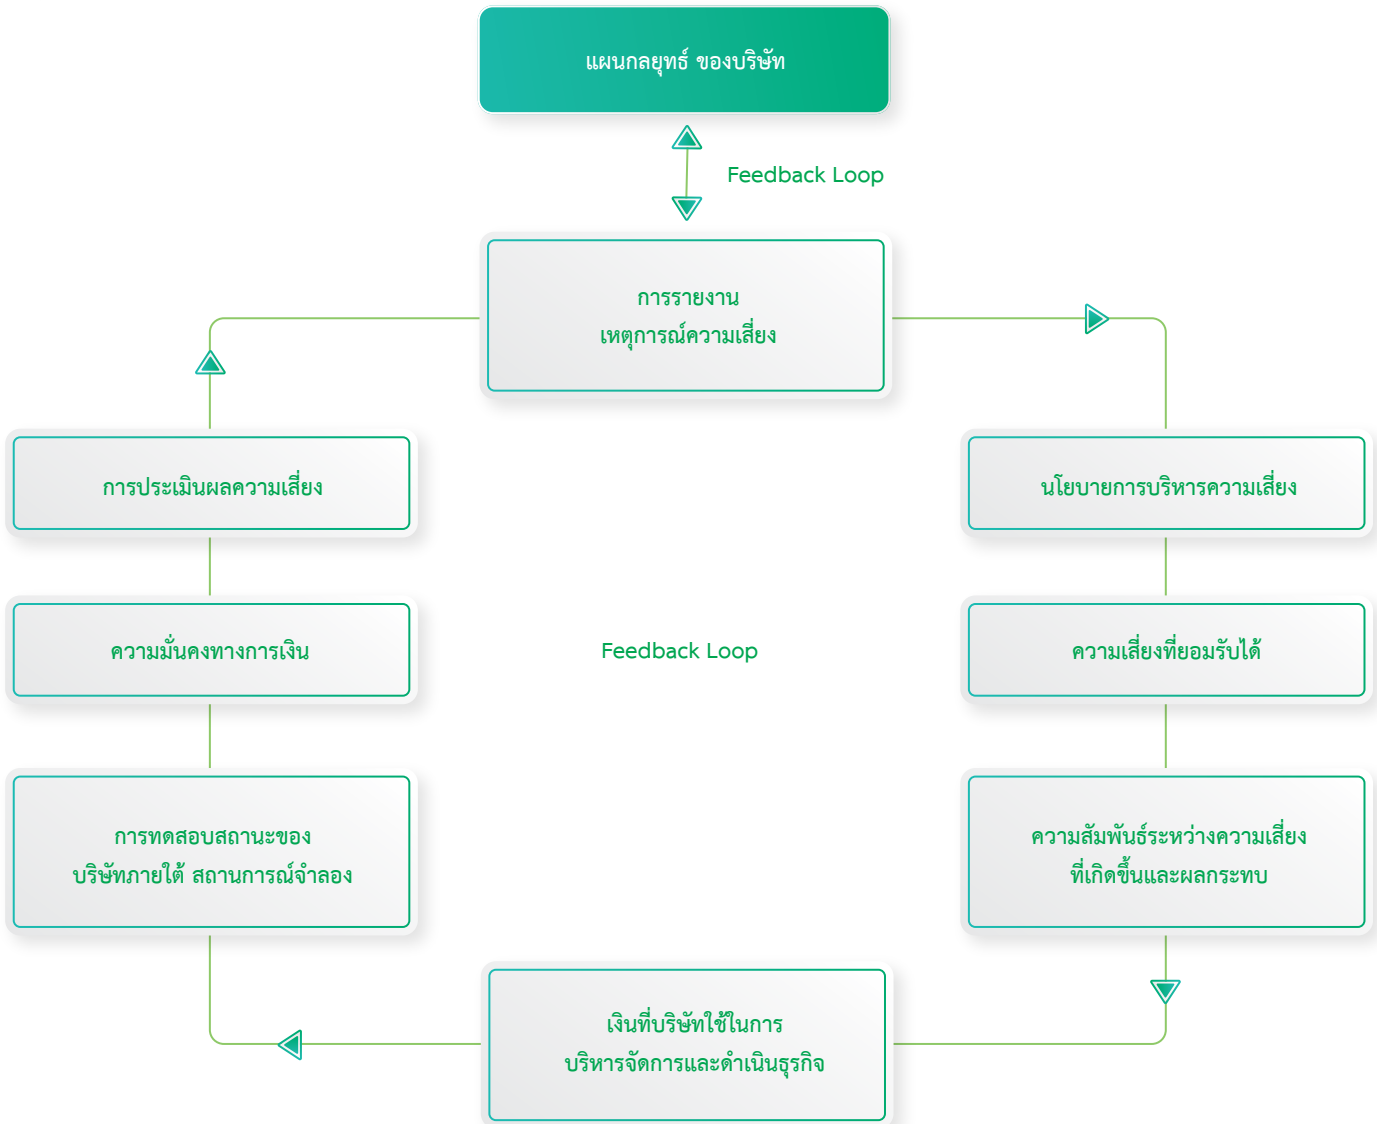 แผนกลยุทธ์ ของบริษัท
Feedback Loop
การรายงาน
เหตุการณ์ความเสี่ยง
การประเมินผลความเสี่ยง
นโยบายการบริหารความเสี่ยง
ความมั่นคงทางการเงิน
Feedback Loop
ความเสี่ยงที่ยอมรับได้
การทดสอบสถานะของ
บริษัทภายใต้ สถานการณ์จำลอง
ความสัมพันธ์ระหว่างความเสี่ยง
ที่เกิดขึ้นและผลกระทบ
เงินที่บริษัทใช้ในการ
บริหารจัดการและดำเนินธุรกิจ